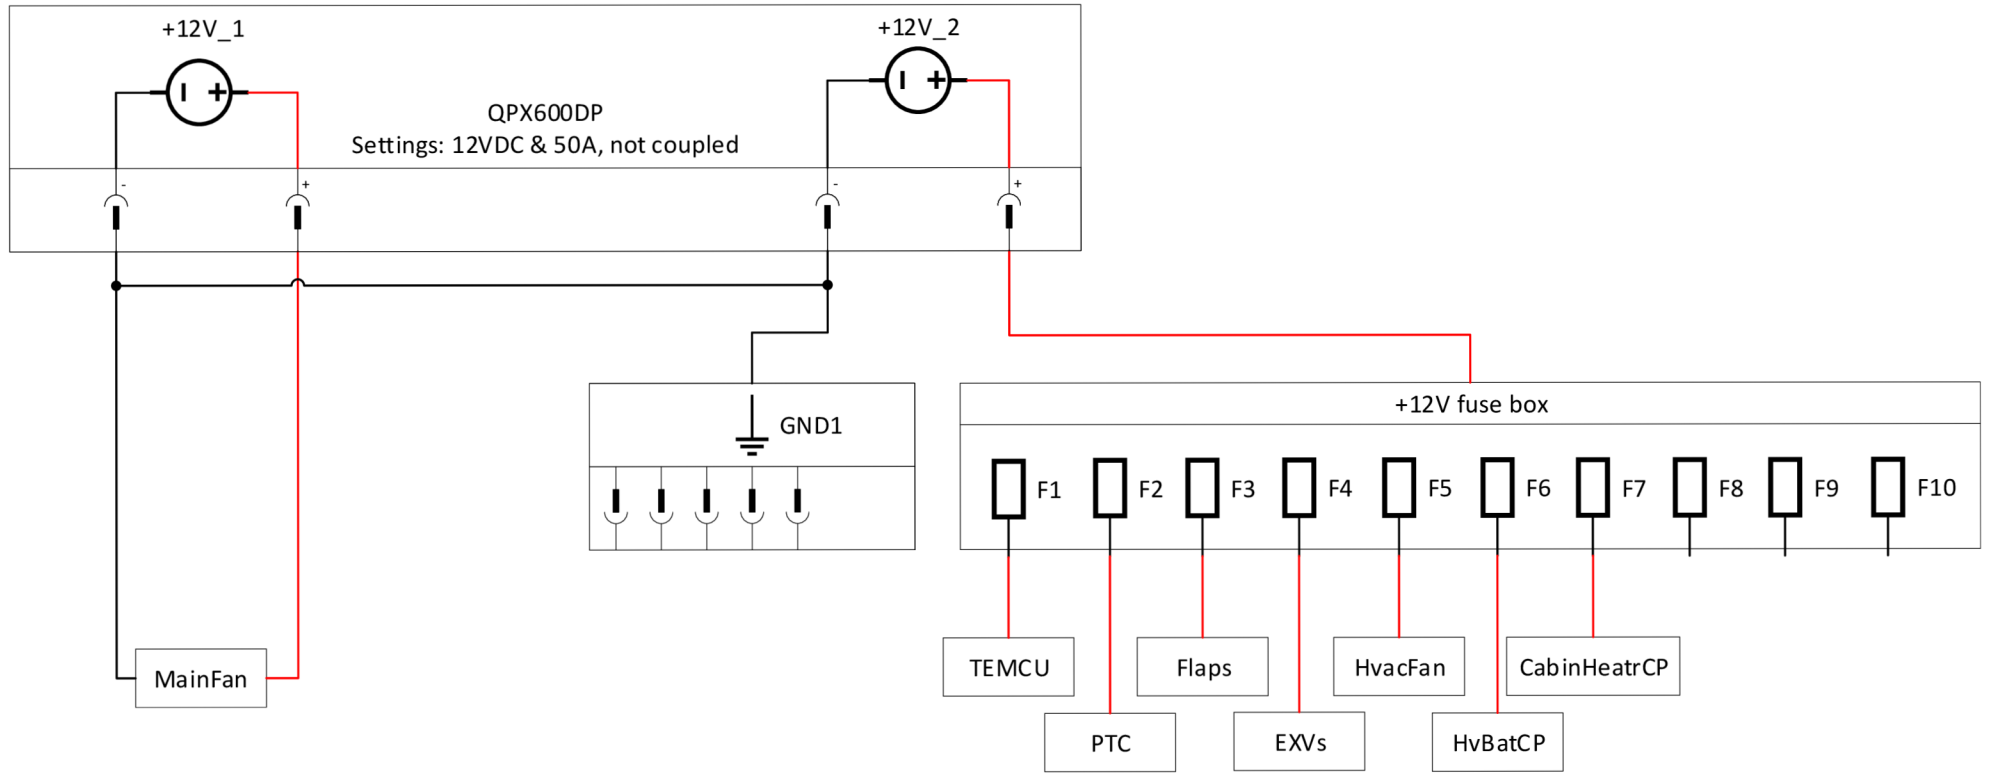 +12V_1
+12V_2
QPX600DP
Settings: 12VDC & 50A, not coupled
-
+
-
+
GND1
+12V fuse box
F1
F2
F3
F4
F5
F6
F7
F8
F9
F10
MainFan
TEMCU
Flaps
HvacFan
CabinHeatrCP
PTC
EXVs
HvBatCP